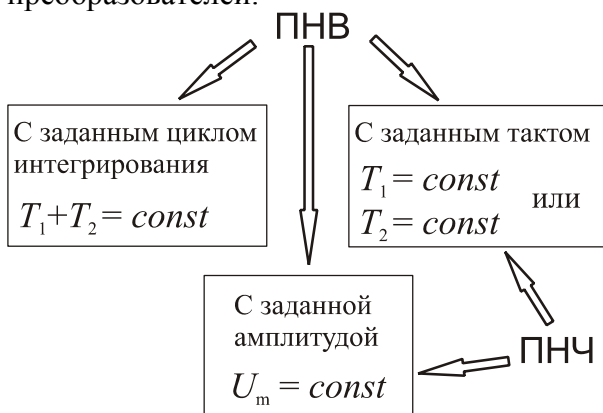 преобразователей.
ПНВ
С заданным циклом
интегрирования
T₁+T₂= const
С заданным тактом
T₁= const
или
T₂= const
С заданной
амплитудой
Uₘ = const
ПНЧ